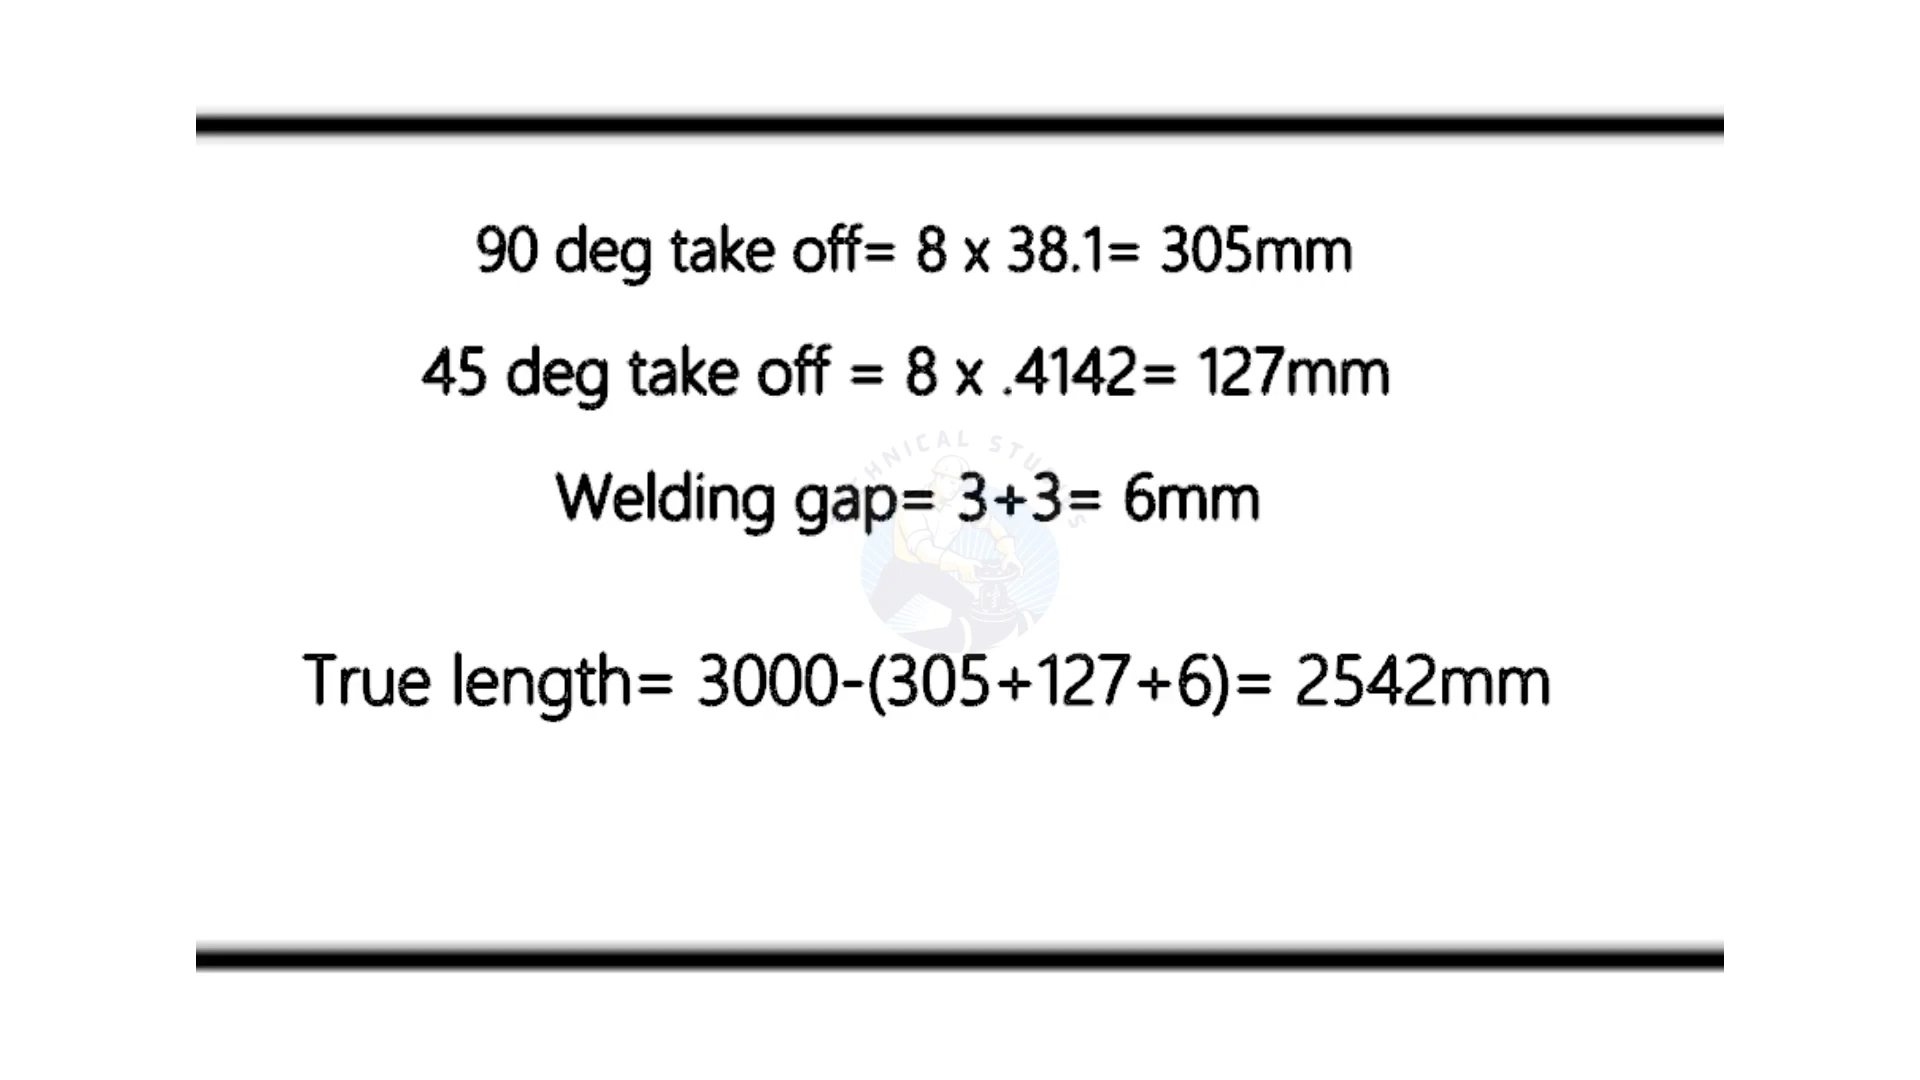 90 deg take off= 8 x 38.1= 305mm
45 deg take off = 8 x .4142= 127mm
Welding gap= 3+3= 6mm
True length= 3000-(305+127+6)= 2542mm